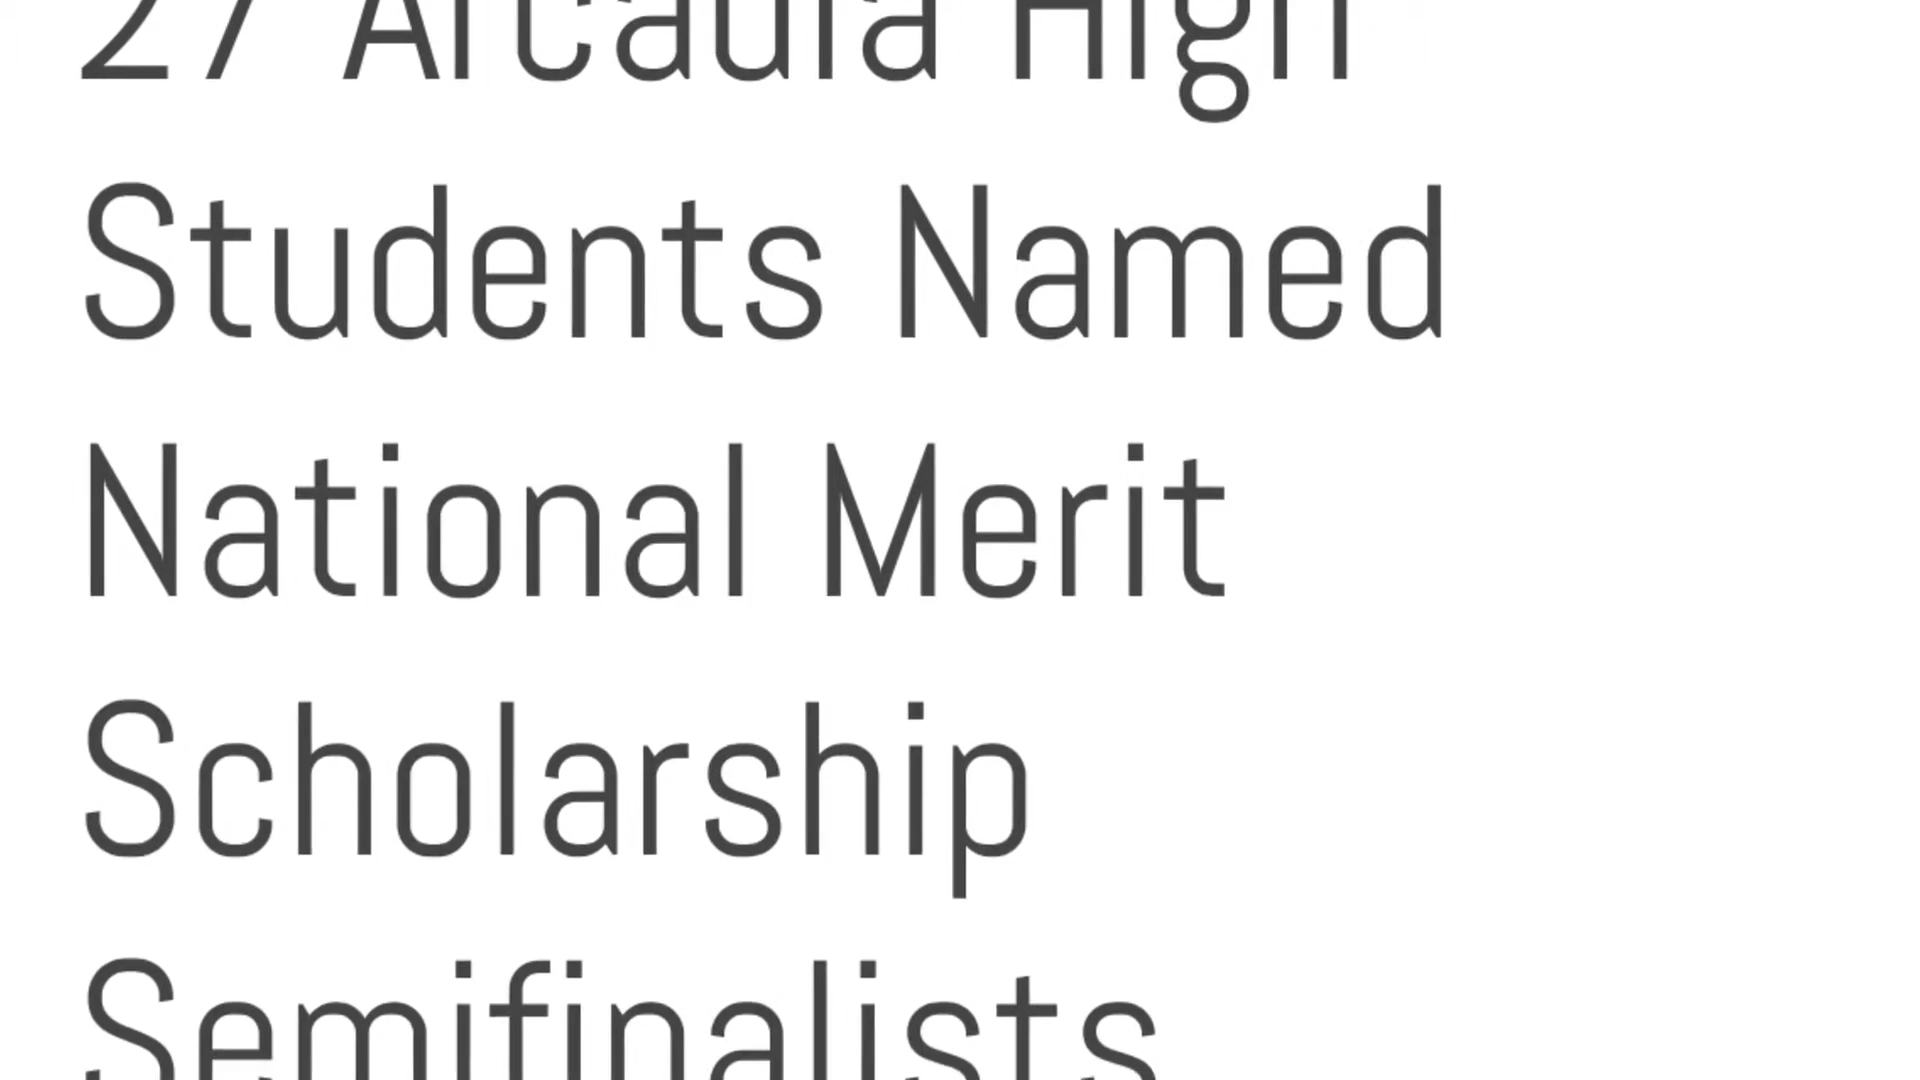 27 Arcadia High
Students Named
National Merit
Scholarship
Semifinalists